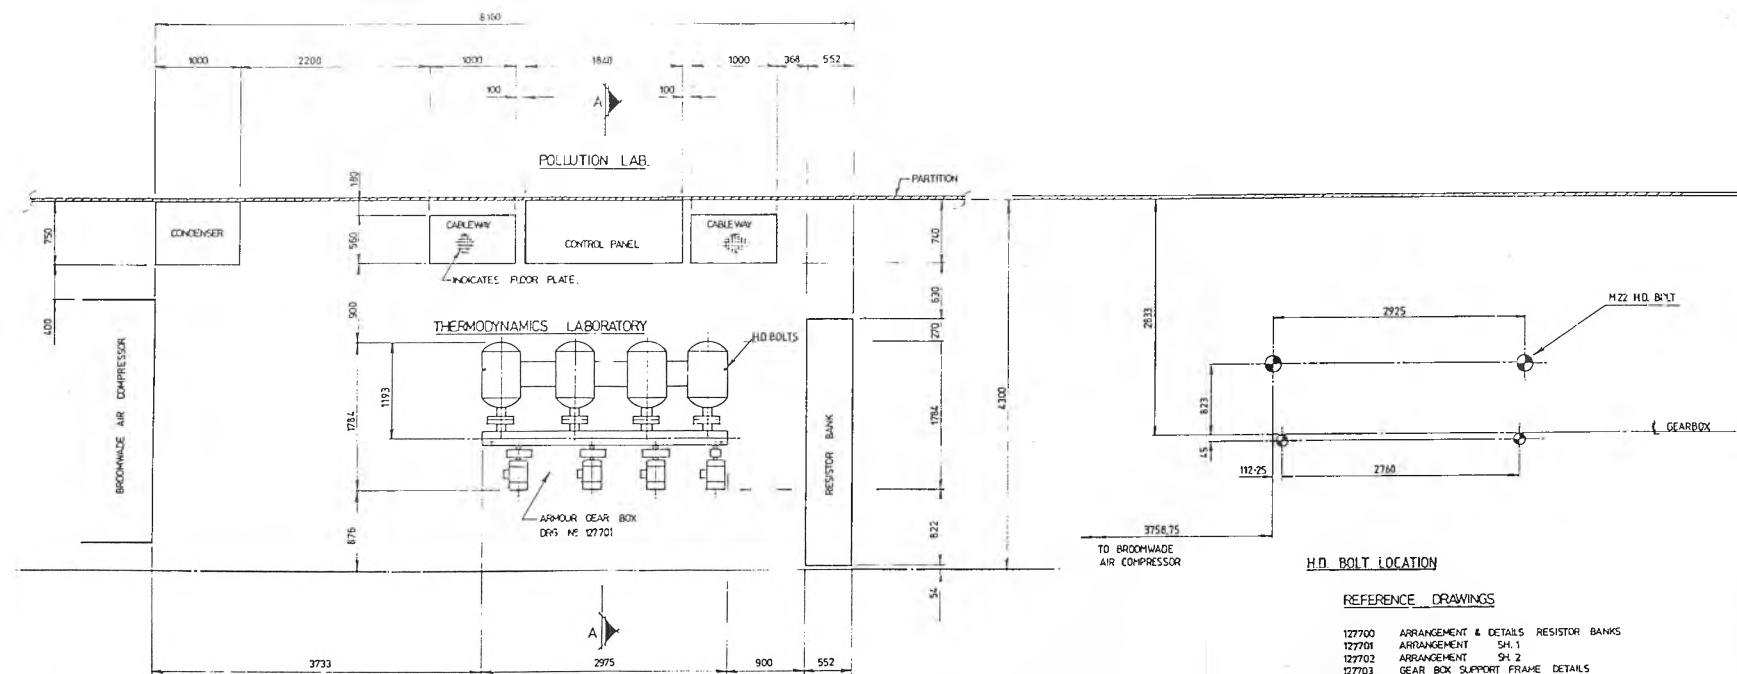 8160
1000 2200 1000 1840 1000 368 552
100 100
A
POLLUTION LAB.
PARTITION
180
750
560
740
CONDENSER
CABLEWAY
CONTROL PANEL
CABLEWAY
INDICATES FLOOR PLATE.
400
900
630
270
THERMODYNAMICS LABORATORY
H.D. BOLTS
BROOMWADE AIR COMPRESSOR
1784
1193
RESISTOR BANK
1784
4300
ARMOUR GEAR BOX
DRG Nº 127701
876
822
54
A
3733 2975 900 552
M22 H.D. BOLT
2925
2833
823
45
GEARBOX
112·25
2760
3758.75
TO BROOMWADE
AIR COMPRESSOR
H.D. BOLT LOCATION
REFERENCE DRAWINGS
127700 ARRANGEMENT & DETAILS RESISTOR BANKS
127701 ARRANGEMENT SH. 1
127702 ARRANGEMENT SH. 2
127703 GEAR BOX SUPPORT FRAME DETAILS